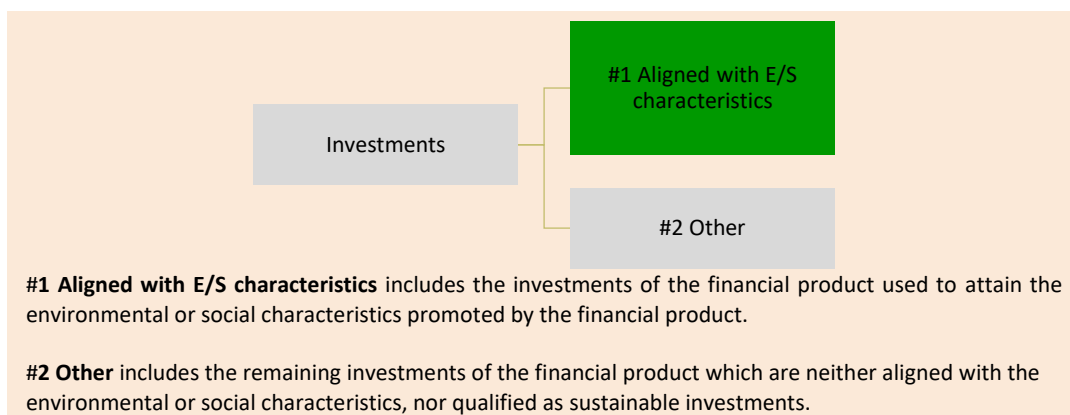 #1 Aligned with E/S
characteristics
Investments
#2 Other
#1 Aligned with E/S characteristics includes the investments of the financial product used to attain the
environmental or social characteristics promoted by the financial product.
#2 Other includes the remaining investments of the financial product which are neither aligned with the
environmental or social characteristics, nor qualified as sustainable investments.